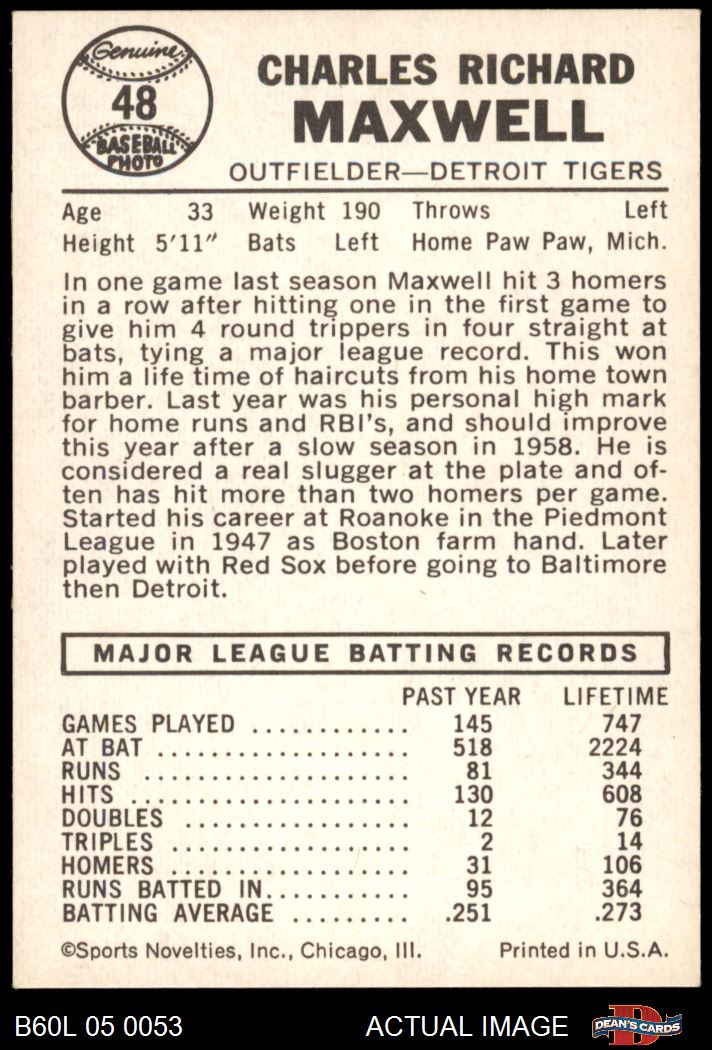 Genuine
48
BASEBALL
PHOTO
CHARLES RICHARD
MAXWELL
OUTFIELDER—DETROIT TIGERS
Age 33 Weight 190 Throws Left
Height 5'11" Bats Left Home Paw Paw, Mich.
In one game last season Maxwell hit 3 homers
in a row after hitting one in the first game to
give him 4 round trippers in four straight at
bats, tying a major league record. This won
him a life time of haircuts from his home town
barber. Last year was his personal high mark
for home runs and RBI's, and should improve
this year after a slow season in 1958. He is
considered a real slugger at the plate and of-
ten has hit more than two homers per game.
Started his career at Roanoke in the Piedmont
League in 1947 as Boston farm hand. Later
played with Red Sox before going to Baltimore
then Detroit.
MAJOR LEAGUE BATTING RECORDS
PAST YEAR LIFETIME
GAMES PLAYED ............ 145 747
AT BAT ................... 518 2224
RUNS .................... 81 344
HITS ..................... 130 608
DOUBLES ................. 12 76
TRIPLES .................. 2 14
HOMERS .................. 31 106
RUNS BATTED IN........... 95 364
BATTING AVERAGE ......... .251 .273
©Sports Novelties, Inc., Chicago, Ill. Printed in U.S.A.
B60L 05 0053 ACTUAL IMAGE D DEAN'S CARDS